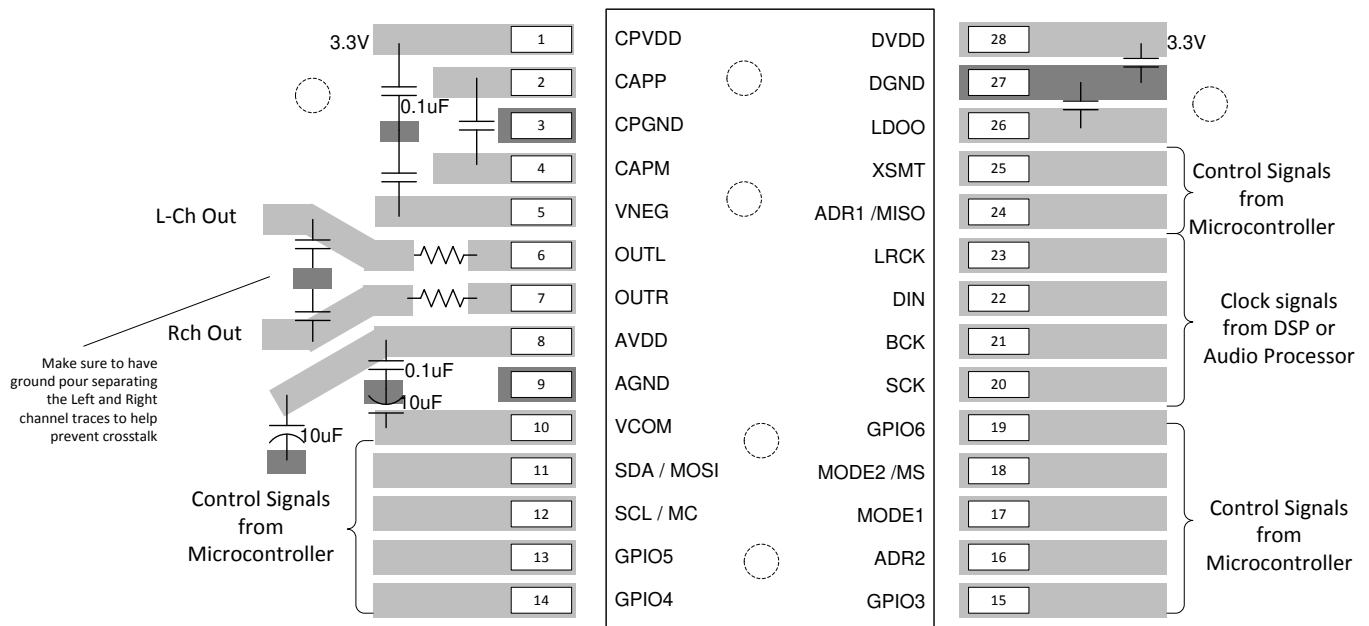 3.3V
1
CPVDD
DVDD
28
3.3V
2
CAPP
DGND
27
0.1uF
3
CPGND
LDOO
26
4
CAPM
XSMT
25
5
VNEG
ADR1 /MISO
24
Control Signals
from
Microcontroller
L-Ch Out
6
OUTL
LRCK
23
7
OUTR
DIN
22
Rch Out
8
AVDD
BCK
21
Clock signals
from DSP or
Audio Processor
Make sure to have
ground pour separating
the Left and Right
channel traces to help
prevent crosstalk
0.1uF
9
AGND
SCK
20
10uF
10uF
10
VCOM
GPIO6
19
11
SDA / MOSI
MODE2 /MS
18
Control Signals
from
Microcontroller
12
SCL / MC
MODE1
17
Control Signals
from
Microcontroller
13
GPIO5
ADR2
16
14
GPIO4
GPIO3
15